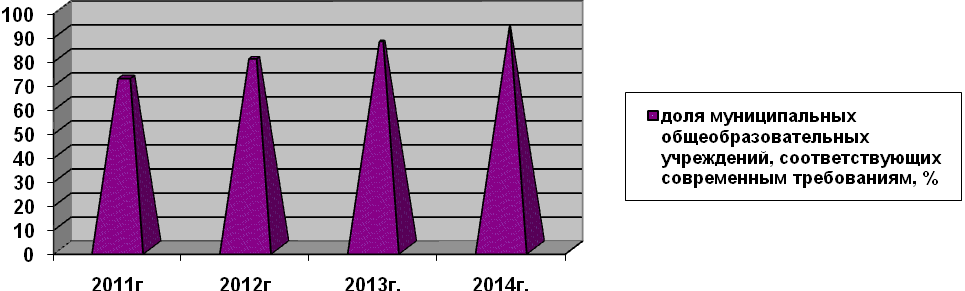 100
90
80
70
60
50
40
30
20
10
0
2011г 2012г 2013г. 2014г.
доля муниципальных
общеобразовательных
учреждений, соответствующих
современным требованиям, %